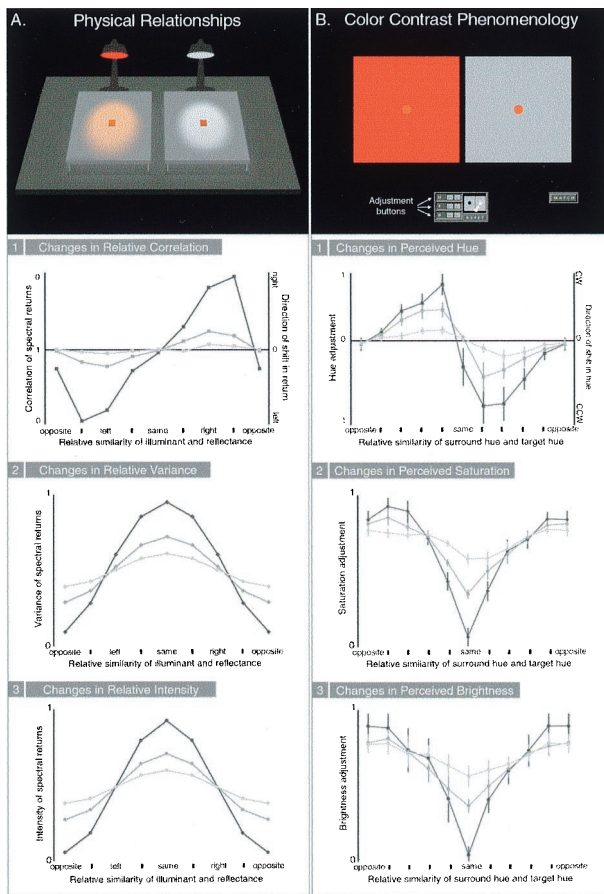 A. Physical Relationships
B. Color Contrast Phenomenology
Adjustment
buttons
RESET
MATCH
1 Changes in Relative Correlation
0
1
0
Correlation of spectral returns
right
0
left
Direction of shift in return
opposite left same right opposite
Relative similarity of illuminant and reflectance
1 Changes in Perceived Hue
1
0
1
Hue adjustment
CW
0
CCW
Direction of shift in hue
opposite same opposite
Relative similarity of surround hue and target hue
2 Changes in Relative Variance
1
0
Variance of spectral returns
opposite left same right opposite
Relative similarity of illuminant and reflectance
2 Changes in Perceived Saturation
1
0
Saturation adjustment
opposite same opposite
Relative similarity of surround hue and target hue
3 Changes in Relative Intensity
1
0
Intensity of spectral returns
opposite left same right opposite
Relative similarity of illuminant and reflectance
3 Changes in Perceived Brightness
1
0
Brightness adjustment
opposite same opposite
Relative similarity of surround hue and target hue